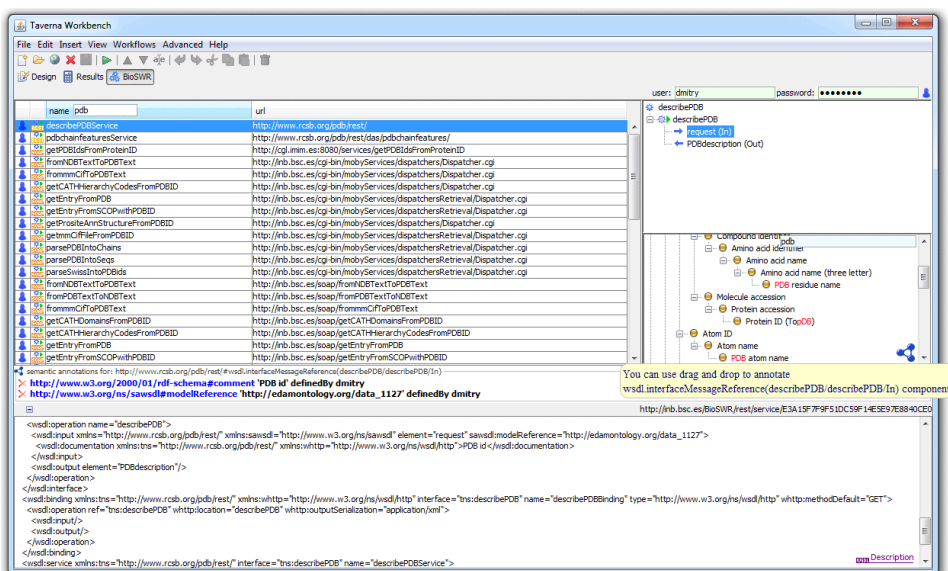 Taverna Workbench
File Edit Insert View Workflows Advanced Help
Design Results BioSWR
user: dmitry password: ●●●●●●●●
name pdb url
describePDBService http://www.rcsb.org/pdb/rest/
pdbchainfeaturesService http://www.rcsb.org/pdb/rest/das/pdbchainfeatures/
getPDBIdsFromProteinID http://cgl.imim.es:8080/services/getPDBIdsFromProteinID
fromNDBTextToPDBText http://inb.bsc.es/cgi-bin/mobyServices/dispatchers/Dispatcher.cgi
frommmCifToPDBText http://inb.bsc.es/cgi-bin/mobyServices/dispatchers/Dispatcher.cgi
getCATHHierarchyCodesFromPDBID http://inb.bsc.es/cgi-bin/mobyServices/dispatchers/Dispatcher.cgi
getEntryFromPDB http://inb.bsc.es/cgi-bin/mobyServices/dispatchersRetrieval/Dispatcher.cgi
getEntryFromSCOPwithPDBID http://inb.bsc.es/cgi-bin/mobyServices/dispatchersRetrieval/Dispatcher.cgi
getPrositeAnnStructureFromPDBID http://inb.bsc.es/cgi-bin/mobyServices/dispatchers/Dispatcher.cgi
getmmCifFileFromPDBID http://inb.bsc.es/cgi-bin/mobyServices/dispatchersRetrieval/Dispatcher.cgi
parsePDBIntoChains http://inb.bsc.es/cgi-bin/mobyServices/dispatchersRetrieval/Dispatcher.cgi
parsePDBIntoSeqs http://inb.bsc.es/cgi-bin/mobyServices/dispatchersRetrieval/Dispatcher.cgi
parseSwissIntoPDBids http://inb.bsc.es/cgi-bin/mobyServices/dispatchersRetrieval/Dispatcher.cgi
fromNDBTextToPDBText http://inb.bsc.es/soap/fromNDBTextToPDBText
fromPDBTextToNDBText http://inb.bsc.es/soap/fromPDBTextToNDBText
frommmCifToPDBText http://inb.bsc.es/soap/frommmCifToPDBText
getCATHDomainsFromPDBID http://inb.bsc.es/soap/getCATHDomainsFromPDBID
getCATHHierarchyCodesFromPDBID http://inb.bsc.es/soap/getCATHHierarchyCodesFromPDBID
getEntryFromPDB http://inb.bsc.es/soap/getEntryFromPDB
getEntryFromSCOPwithPDBID http://inb.bsc.es/soap/getEntryFromSCOPwithPDBID
describePDB
describePDB
request (In)
PDBdescription (Out)
Compound identifier
pdb
Amino acid identifier
Amino acid name
Amino acid name (three letter)
PDB residue name
Molecule accession
Protein accession
Protein ID (TopDB)
Atom ID
Atom name
PDB atom name
You can use drag and drop to annotate
wsdl.interfaceMessageReference(describePDB/describePDB/In) component
semantic annotations for: http://www.rcsb.org/pdb/rest/#wsdl.interfaceMessageReference(describePDB/describePDB/In)
http://www.w3.org/2000/01/rdf-schema#comment 'PDB id' definedBy dmitry
http://www.w3.org/ns/sawsdl#modelReference 'http://edamontology.org/data_1127' definedBy dmitry
http://inb.bsc.es/BioSWR/rest/service/E3A15F7F9F51DC59F14E5E97E8840CE0
<wsdl:operation name="describePDB">
<wsdl:input xmlns:tns="http://www.rcsb.org/pdb/rest/" xmlns:sawsdl="http://www.w3.org/ns/sawsdl" element="request" sawsdl:modelReference="http://edamontology.org/data_1127">
<wsdl:documentation xmlns:tns="http://www.rcsb.org/pdb/rest/" xmlns:whttp="http://www.w3.org/ns/wsdl/http">PDB id</wsdl:documentation>
</wsdl:input>
<wsdl:output element="PDBdescription"/>
</wsdl:operation>
</wsdl:interface>
<wsdl:binding xmlns:tns="http://www.rcsb.org/pdb/rest/" xmlns:whttp="http://www.w3.org/ns/wsdl/http" interface="tns:describePDB" name="describePDBBinding" type="http://www.w3.org/ns/wsdl/http" whttp:methodDefault="GET">
<wsdl:operation ref="tns:describePDB" whttp:location="describePDB" whttp:outputSerialization="application/xml">
<wsdl:input/>
<wsdl:output/>
</wsdl:operation>
</wsdl:binding>
<wsdl:service xmlns:tns="http://www.rcsb.org/pdb/rest/" interface="tns:describePDB" name="describePDBService">
Description